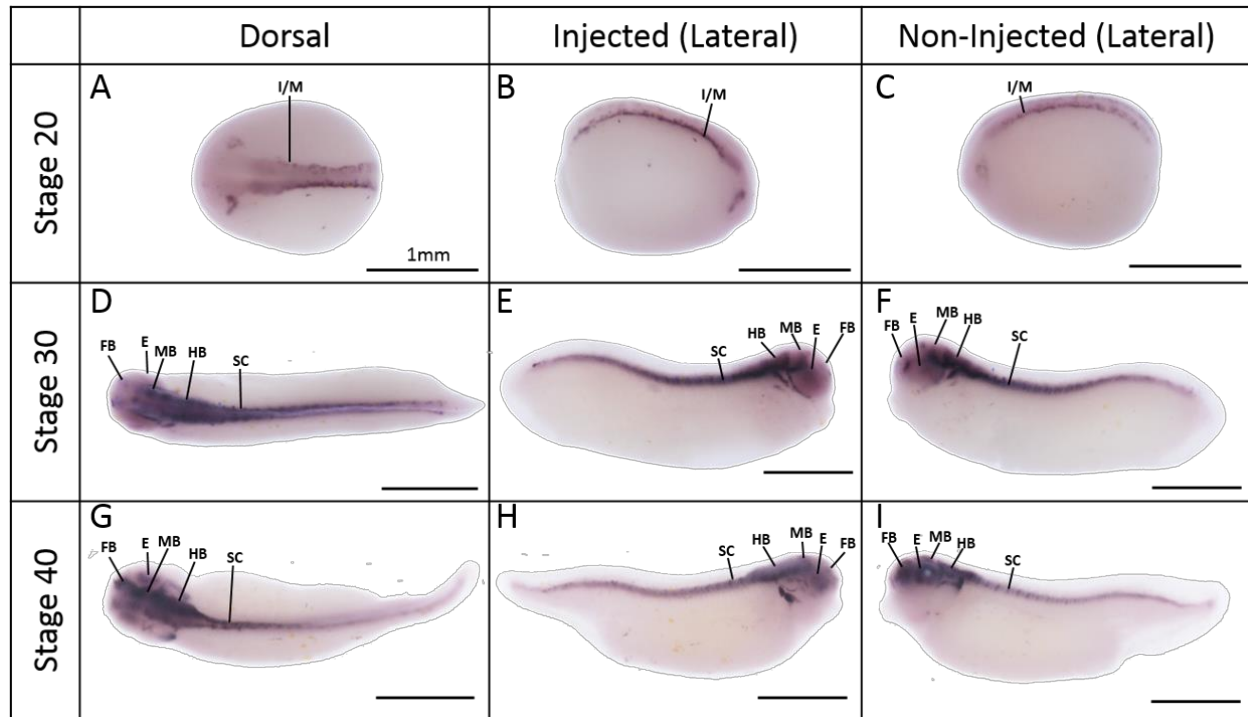 Dorsal
Injected (Lateral)
Non-Injected (Lateral)
Stage 20
A
I/M
1mm
B
I/M
C
I/M
Stage 30
D
FB
E
MB
HB
SC
E
SC
HB
MB
E
FB
F
FB
E
MB
HB
SC
Stage 40
G
FB
E
MB
HB
SC
H
SC
HB
MB
E
FB
I
FB
E
MB
HB
SC